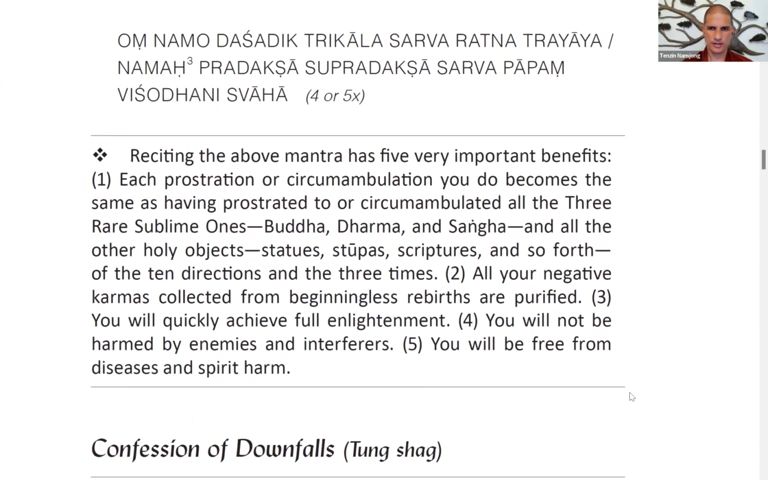 OṂ NAMO DAŚADIK TRIKĀLA SARVA RATNA TRAYĀYA /
NAMAḤ³ PRADAKṢĀ SUPRADAKṢĀ SARVA PĀPAṂ
VIŚODHANI SVĀHĀ (4 or 5x)
❖ Reciting the above mantra has five very important benefits:
(1) Each prostration or circumambulation you do becomes the
same as having prostrated to or circumambulated all the Three
Rare Sublime Ones—Buddha, Dharma, and Saṅgha—and all the
other holy objects—statues, stūpas, scriptures, and so forth—
of the ten directions and the three times. (2) All your negative
karmas collected from beginningless rebirths are purified. (3)
You will quickly achieve full enlightenment. (4) You will not be
harmed by enemies and interferers. (5) You will be free from
diseases and spirit harm.
Confession of Downfalls (Tung shag)